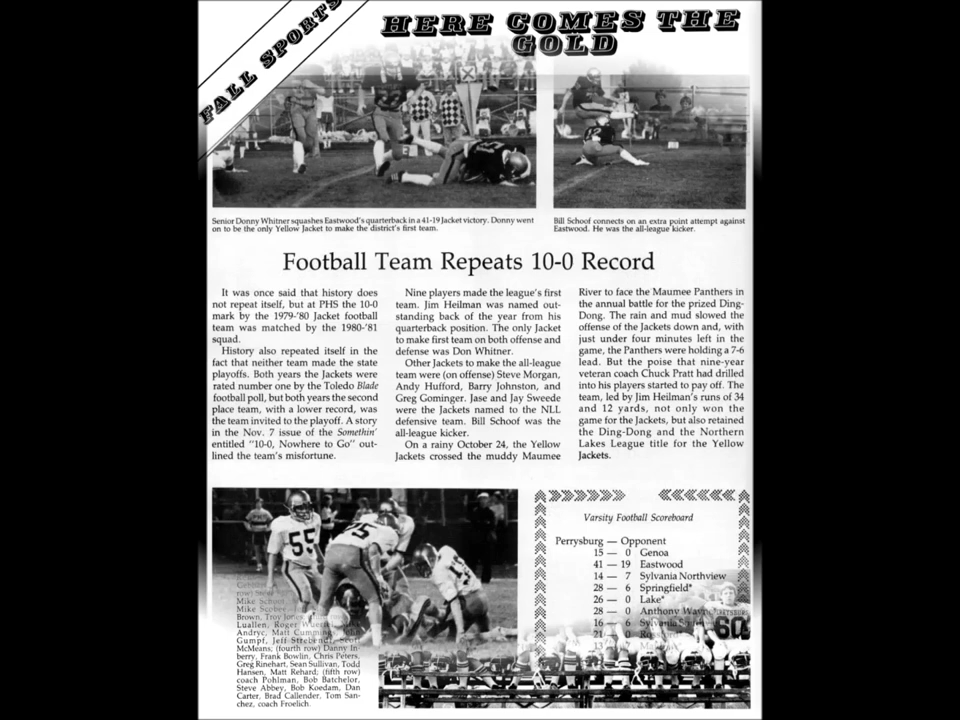 FALL SPORTS
HERE COMES THE
GOLD
Senior Donny Whitner squashes Eastwood's quarterback in a 41-19 Jacket victory. Donny went
on to be the only Yellow Jacket to make the district's first team.
Bill Schoof connects on an extra point attempt against
Eastwood. He was the all-league kicker.
Football Team Repeats 10-0 Record
It was once said that history does
not repeat itself, but at PHS the 10-0
mark by the 1979-'80 Jacket football
team was matched by the 1980-'81
squad.
History also repeated itself in the
fact that neither team made the state
playoffs. Both years the Jackets were
rated number one by the Toledo Blade
football poll, but both years the second
place team, with a lower record, was
the team invited to the playoff. A story
in the Nov. 7 issue of the Somethin'
entitled "10-0, Nowhere to Go" out-
lined the team's misfortune.
Nine players made the league's first
team. Jim Heilman was named out-
standing back of the year from his
quarterback position. The only Jacket
to make first team on both offense and
defense was Don Whitner.
Other Jackets to make the all-league
team were (on offense) Steve Morgan,
Andy Hufford, Barry Johnston, and
Greg Gominger. Jase and Jay Sweede
were the Jackets named to the NLL
defensive team. Bill Schoof was the
all-league kicker.
On a rainy October 24, the Yellow
Jackets crossed the muddy Maumee
River to face the Maumee Panthers in
the annual battle for the prized Ding-
Dong. The rain and mud slowed the
offense of the Jackets down and, with
just under four minutes left in the
game, the Panthers were holding a 7-6
lead. But the poise that nine-year
veteran coach Chuck Pratt had drilled
into his players started to pay off. The
team, led by Jim Heilman's runs of 34
and 12 yards, not only won the
game for the Jackets, but also retained
the Ding-Dong and the Northern
Lakes League title for the Yellow
Jackets.
55
75
Mike Schoof
Mike Scobee
Brown, Troy Jones
Luallen, Roger
Andryc, Matt Cummings, John
Gumpf, Jeff Strebendt, Scott
McMeans; (fourth row) Danny In-
berry, Frank Bowlin, Chris Peters,
Greg Rinehart, Sean Sullivan, Todd
Hansen, Matt Rehard; (fifth row)
coach Pohlman, Bob Batchelor,
Steve Abbey, Bob Koedam, Dan
Carter, Brad Callender, Tom San-
chez, coach Froelich.
Varsity Football Scoreboard
Perrysburg — Opponent
15 — 0 Genoa
41 — 19 Eastwood
14 — 7 Sylvania Northview
28 — 6 Springfield*
26 — 0 Lake*
28 — 0 Anthony Wayne
16 — 6 Sylvania
21 — 0
60